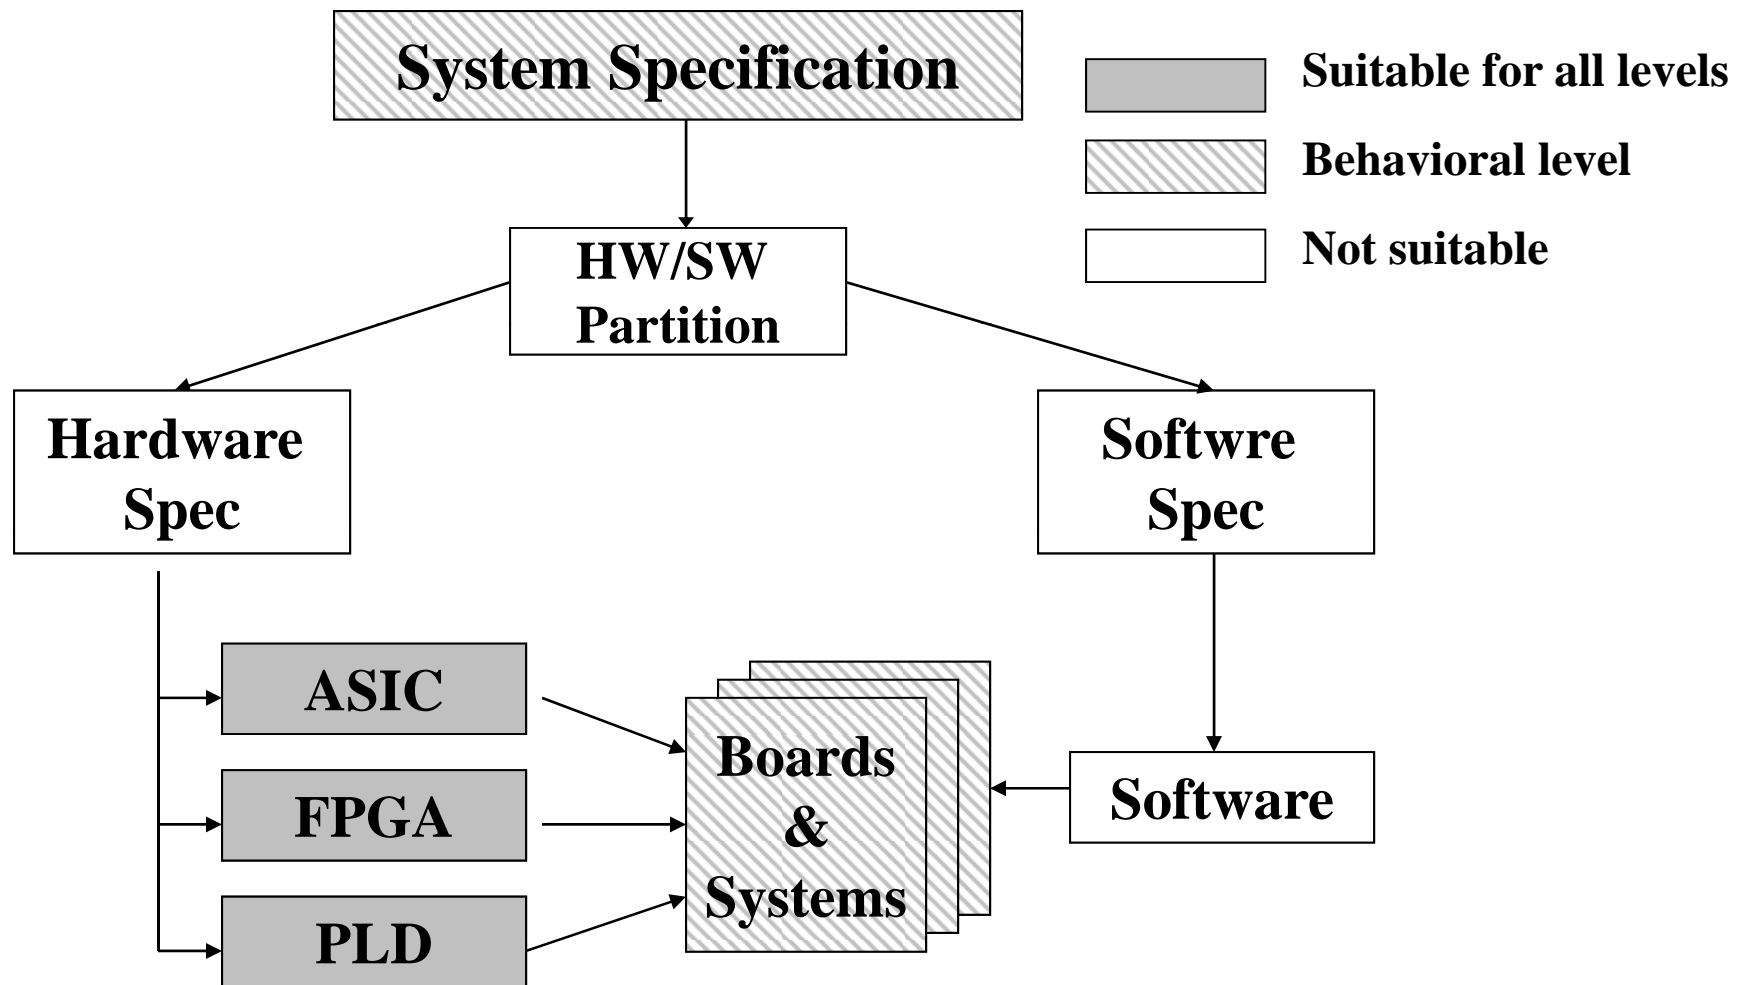 System Specification
Suitable for all levels
Behavioral level
Not suitable
HW/SW
Partition
Hardware
Spec
Softwre
Spec
ASIC
FPGA
PLD
Boards
&
Systems
Software